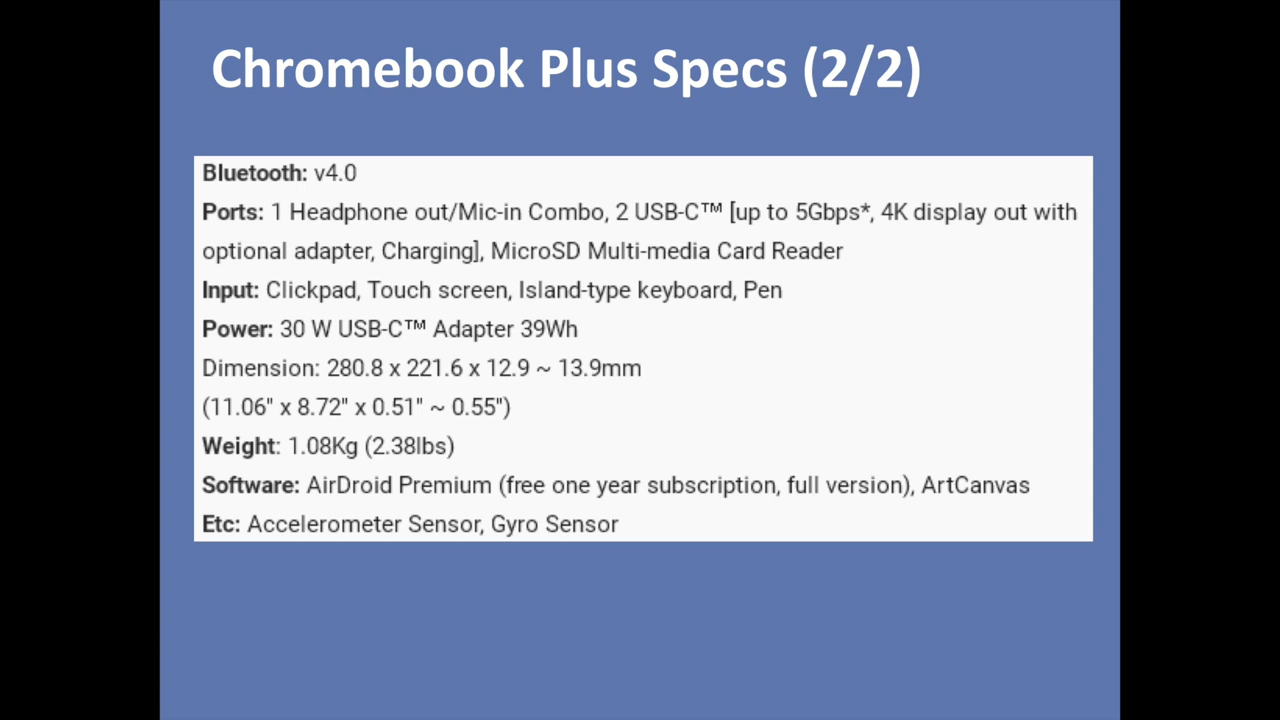 Chromebook Plus Specs (2/2)
Bluetooth: v4.0
Ports: 1 Headphone out/Mic-in Combo, 2 USB-C™ [up to 5Gbps*, 4K display out with
optional adapter, Charging], MicroSD Multi-media Card Reader
Input: Clickpad, Touch screen, Island-type keyboard, Pen
Power: 30 W USB-C™ Adapter 39Wh
Dimension: 280.8 x 221.6 x 12.9 ~ 13.9mm
(11.06" x 8.72" x 0.51" ~ 0.55")
Weight: 1.08Kg (2.38lbs)
Software: AirDroid Premium (free one year subscription, full version), ArtCanvas
Etc: Accelerometer Sensor, Gyro Sensor